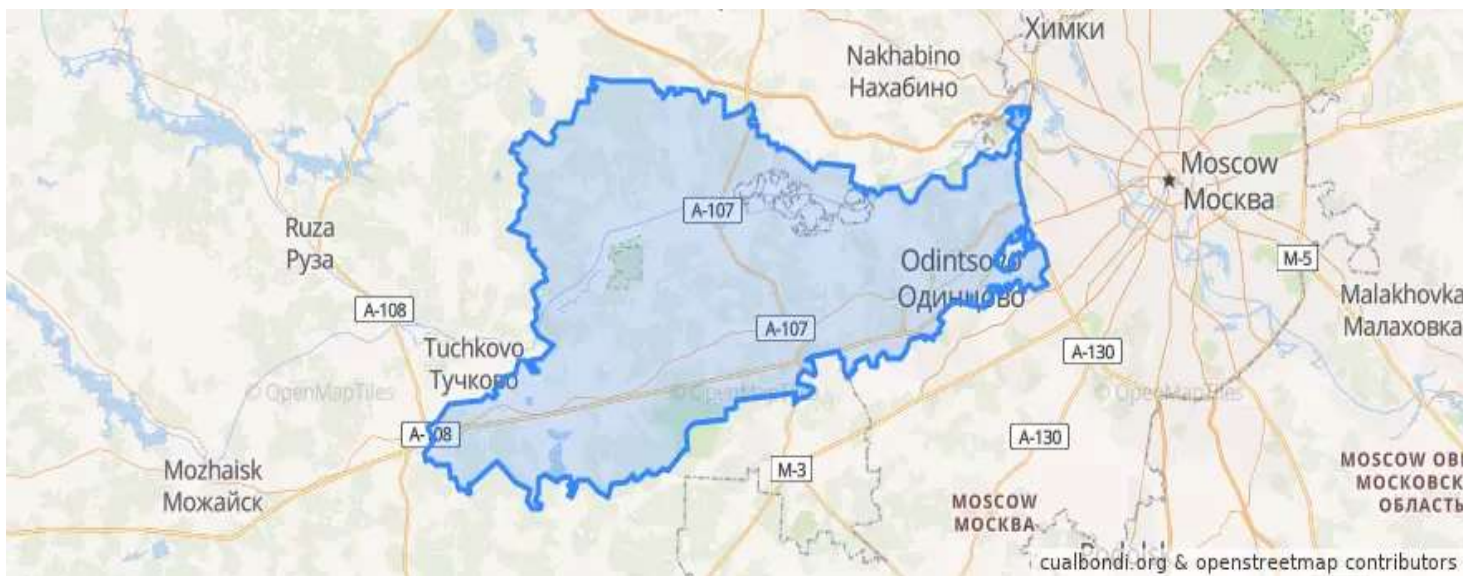 Химки
Nakhabino
Нахабино
Moscow
Москва
A-107
Ruza
Руза
Odintsovo
Одинцово
M-5
Malakhovka
Малаховка
A-108
A-107
Tuchkovo
Тучково
A-130
© OpenMapTiles
© OpenMapTiles
© OpenMapTiles
A-108
A-130
Mozhaisk
Можайск
M-3
MOSCOW OB
МОСКОВСК
ОБЛАСТЬ
MOSCOW
МОСКВА
cualbondi.org & openstreetmap contributors